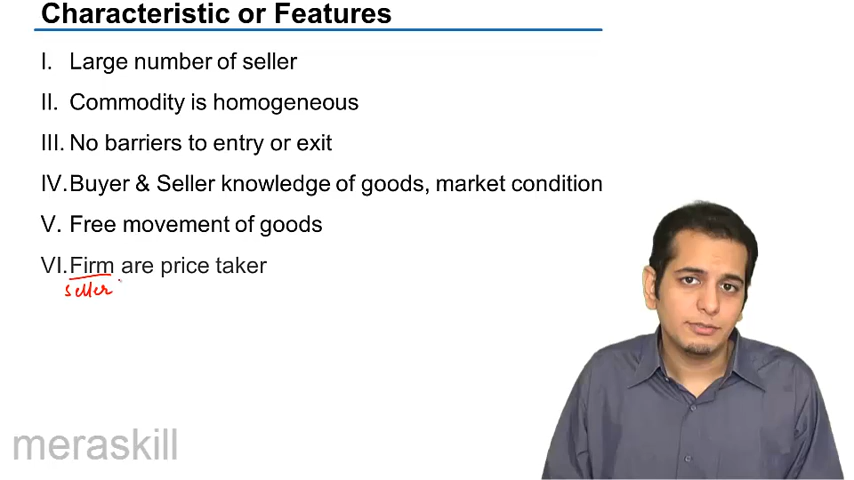 Characteristic or Features
I. Large number of seller
II. Commodity is homogeneous
III. No barriers to entry or exit
IV. Buyer & Seller knowledge of goods, market condition
V. Free movement of goods
VI. Firm are price taker
seller
meraskill